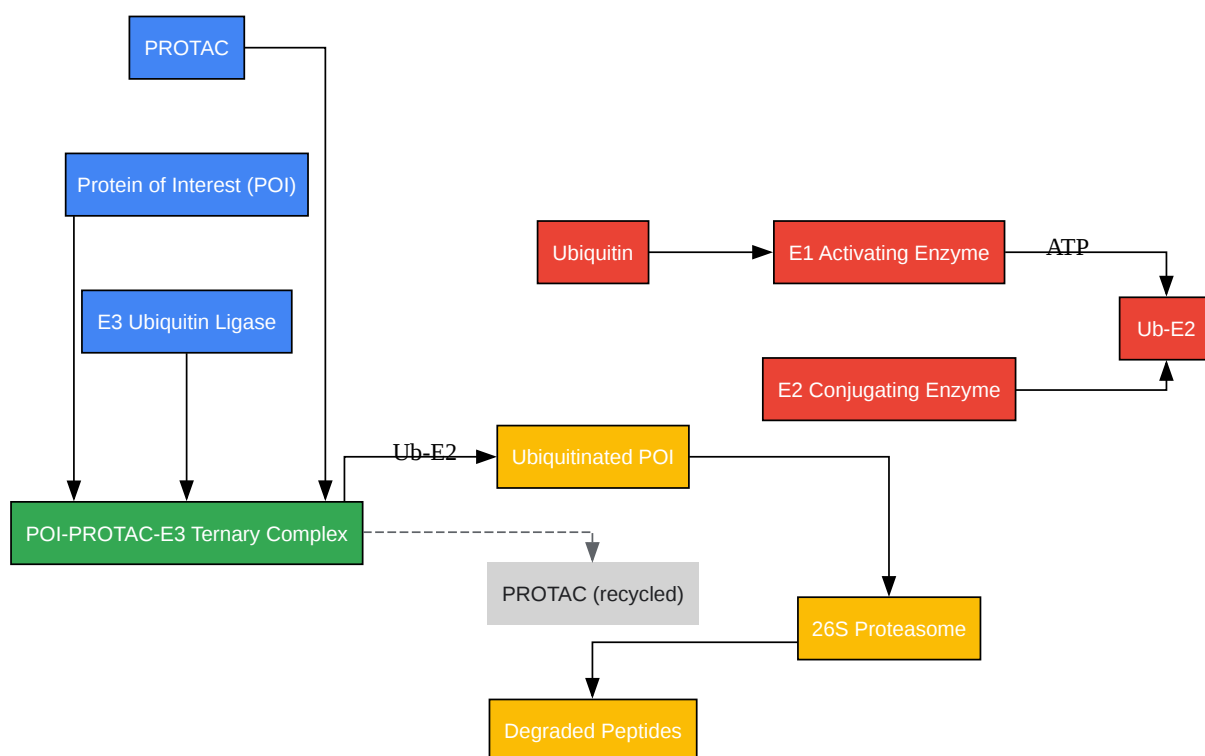 PROTAC
Protein of Interest (POI)
E3 Ubiquitin Ligase
POI-PROTAC-E3 Ternary Complex
Ubiquitin
E1 Activating Enzyme
ATP
Ub-E2
E2 Conjugating Enzyme
Ub-E2
Ubiquitinated POI
PROTAC (recycled)
26S Proteasome
Degraded Peptides